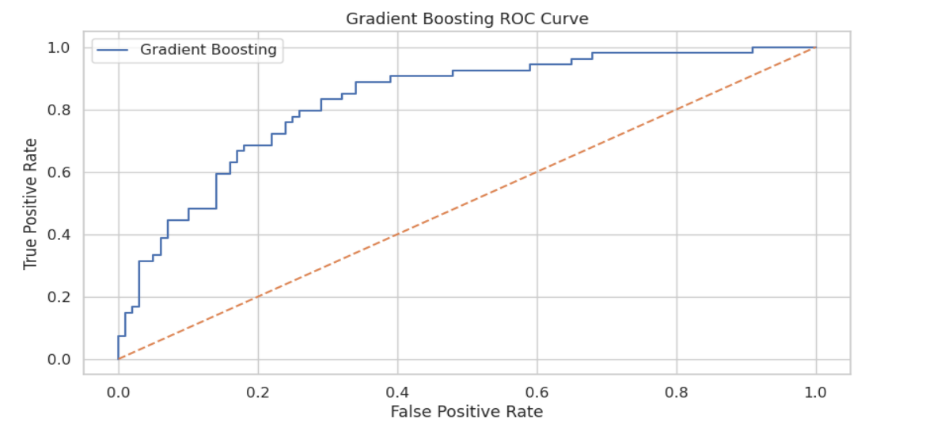 Gradient Boosting ROC Curve
Gradient Boosting
True Positive Rate
1.0
0.8
0.6
0.4
0.2
0.0
0.0 0.2 0.4 0.6 0.8 1.0
False Positive Rate